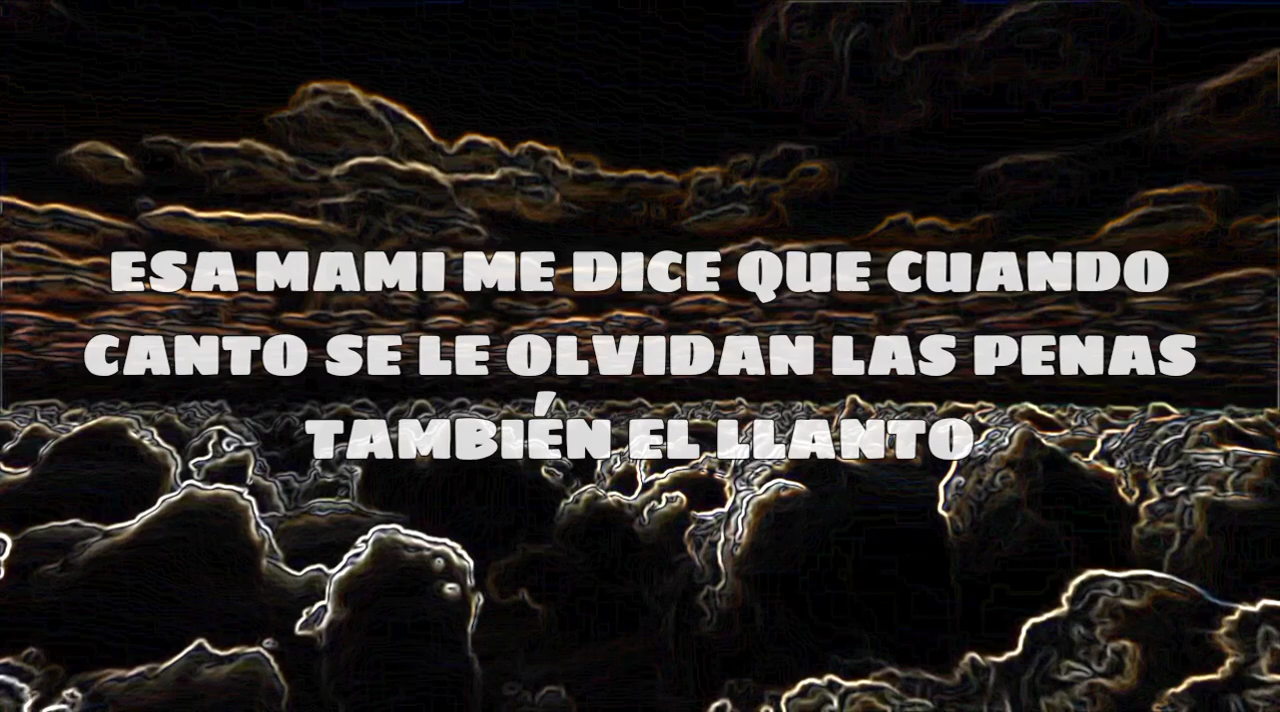 ESA MAMI ME DICE QUE CUANDO
CANTO SE LE OLVIDAN LAS PENAS
TAMBIÉN EL LLANTO